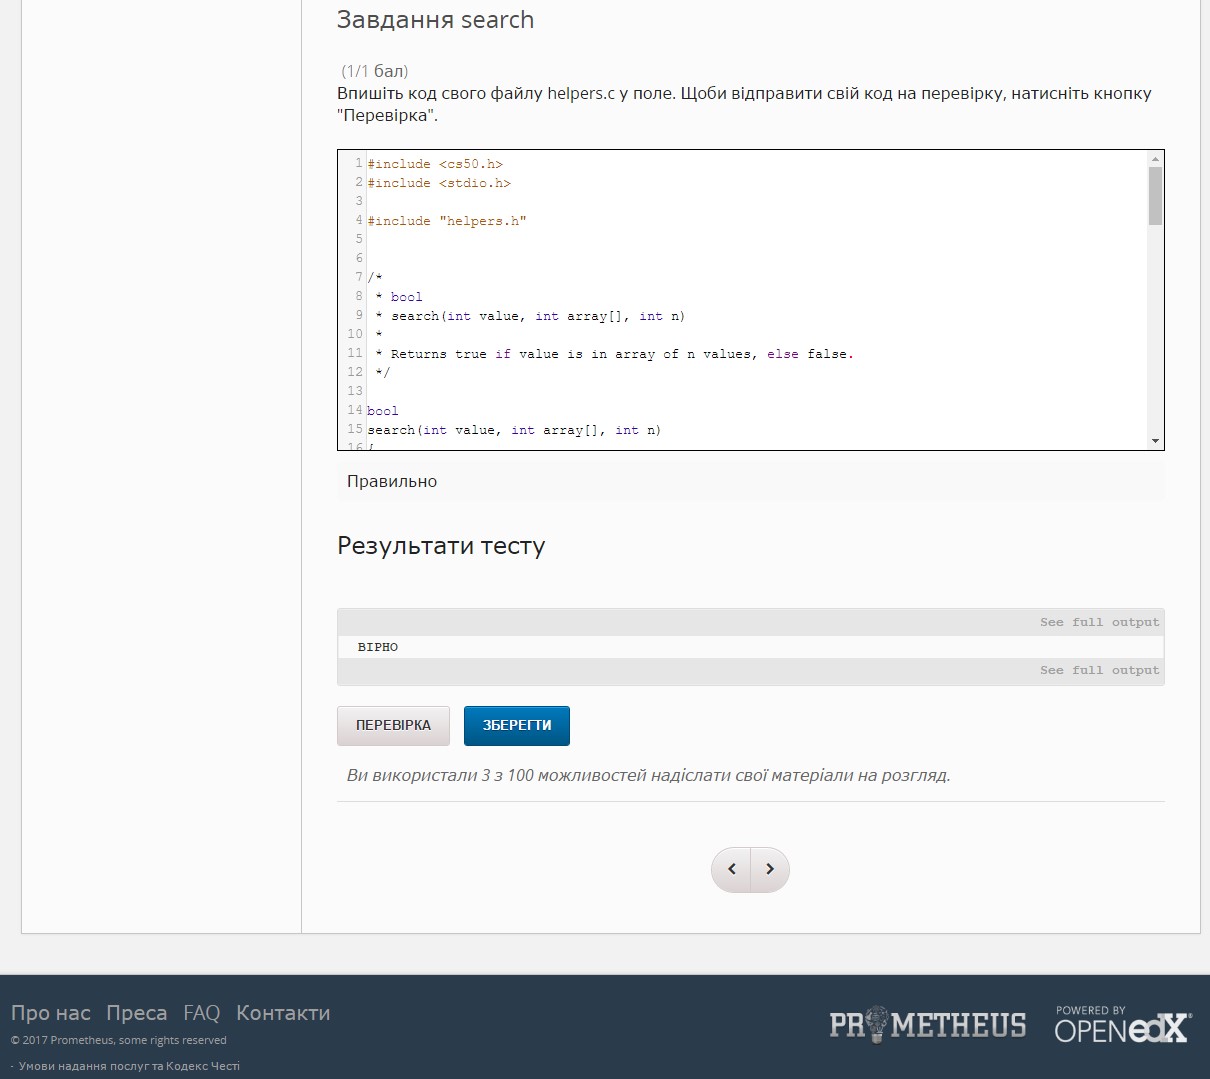 Завдання search
(1/1 бал)
Впишіть код свого файлу helpers.c у поле. Щоби відправити свій код на перевірку, натисніть кнопку
"Перевірка".
1 #include <cs50.h>
2 #include <stdio.h>
3
4 #include "helpers.h"
5
6
7 /*
8  * bool
9  * search(int value, int array[], int n)
10  *
11  * Returns true if value is in array of n values, else false.
12  */
13
14 bool
15 search(int value, int array[], int n)
16 {
Правильно
Результати тесту
See full output
ВІРНО
See full output
ПЕРЕВІРКА ЗБЕРЕГТИ
Ви використали 3 з 100 можливостей надіслати свої матеріали на розгляд.
Про нас Преса FAQ Контакти
© 2017 Prometheus, some rights reserved
· Умови надання послуг та Кодекс Честі
PROMETHEUS
POWERED BY
OPEN edX®